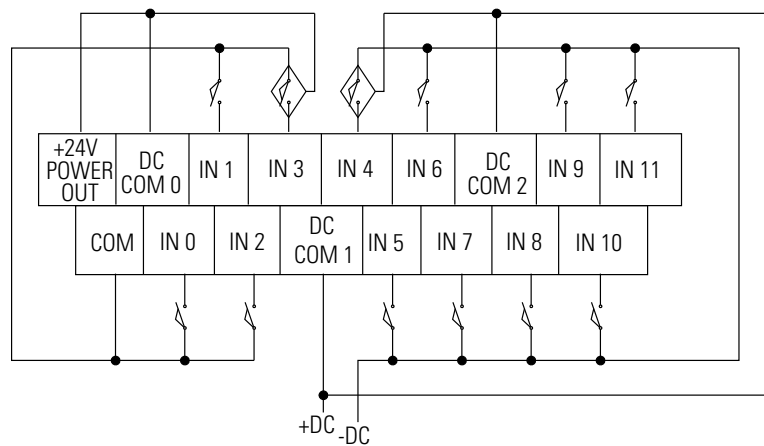 +24V
POWER
OUT
DC
COM 0
IN 1
IN 3
IN 4
IN 6
DC
COM 2
IN 9
IN 11
COM
IN 0
IN 2
DC
COM 1
IN 5
IN 7
IN 8
IN 10
+DC
-DC